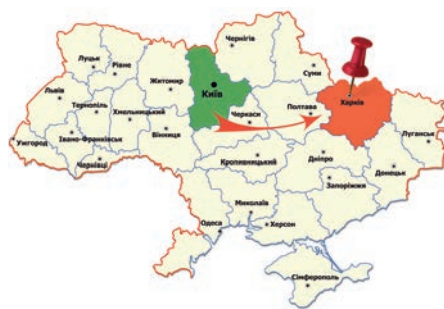 Чернігів
Луцьк
Рівне
Суми
Житомир
Київ
Харків
Львів
Полтава
Тернопіль
Хмельницький
Черкаси
Луганськ
Вінниця
Ужгород
Івано-Франківськ
Чернівці
Кропивницький
Дніпро
Донецьк
Запоріжжя
Миколаїв
Одеса
Херсон
Сімферополь